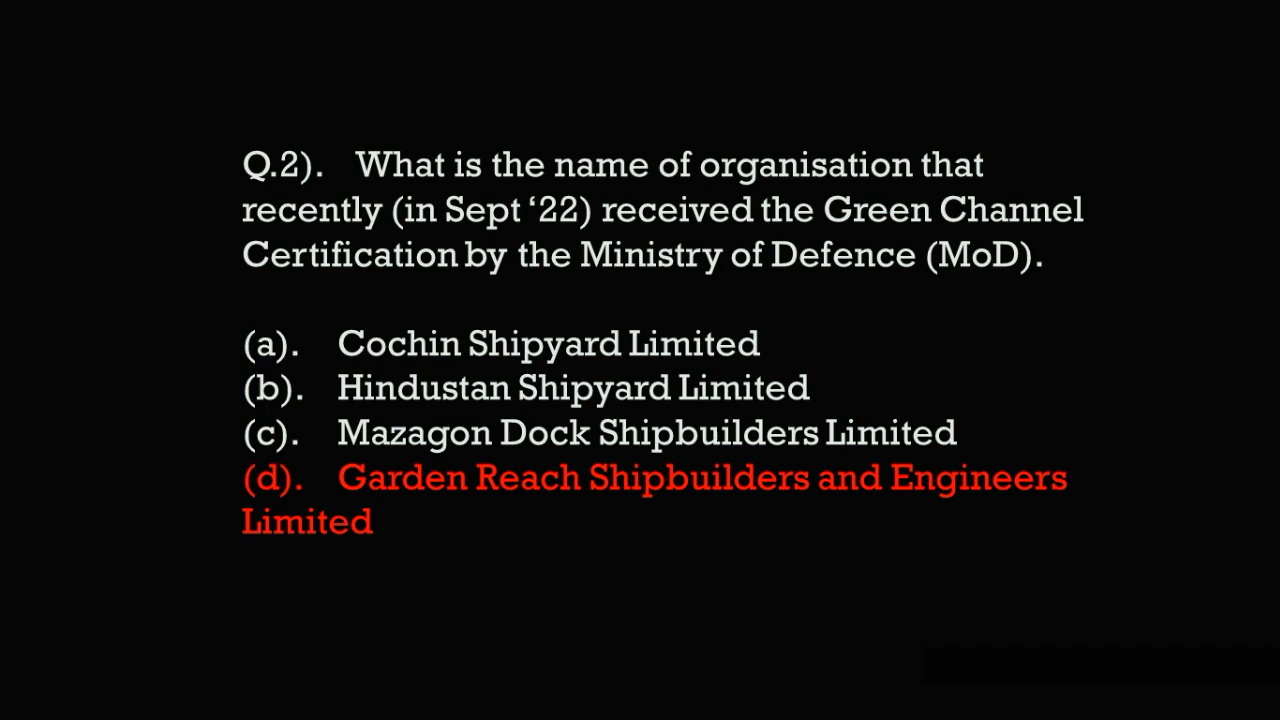 Q.2). What is the name of organisation that
recently (in Sept ‘22) received the Green Channel
Certification by the Ministry of Defence (MoD).
(a). Cochin Shipyard Limited
(b). Hindustan Shipyard Limited
(c). Mazagon Dock Shipbuilders Limited
(d). Garden Reach Shipbuilders and Engineers
Limited